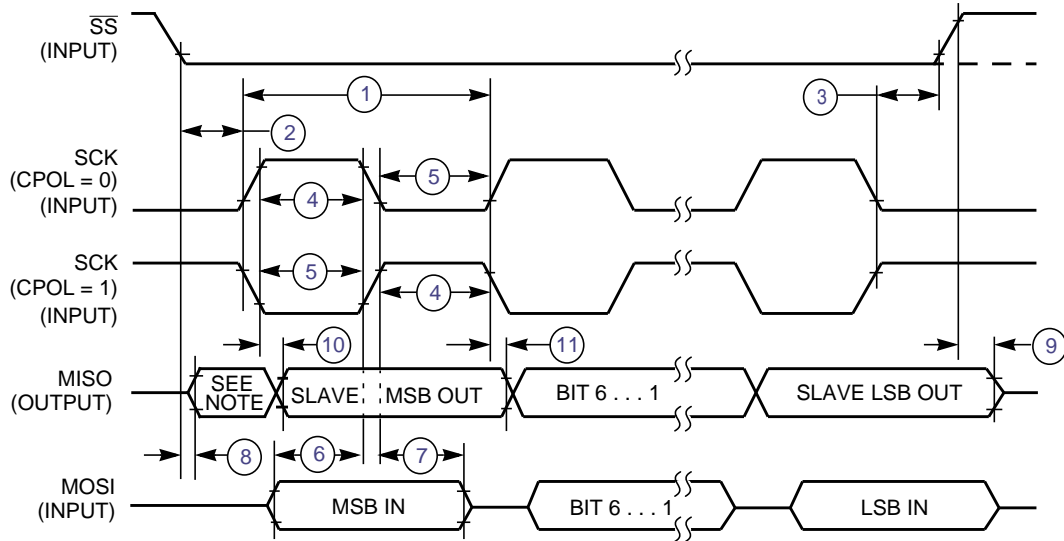 SS
(INPUT)
1
3
2
SCK
(CPOL = 0)
(INPUT)
5
4
SCK
(CPOL = 1)
(INPUT)
5
4
10
11
9
MISO
(OUTPUT)
SEE
NOTE
SLAVE
MSB OUT
BIT 6 . . . 1
SLAVE LSB OUT
8
6
7
MOSI
(INPUT)
MSB IN
BIT 6 . . . 1
LSB IN